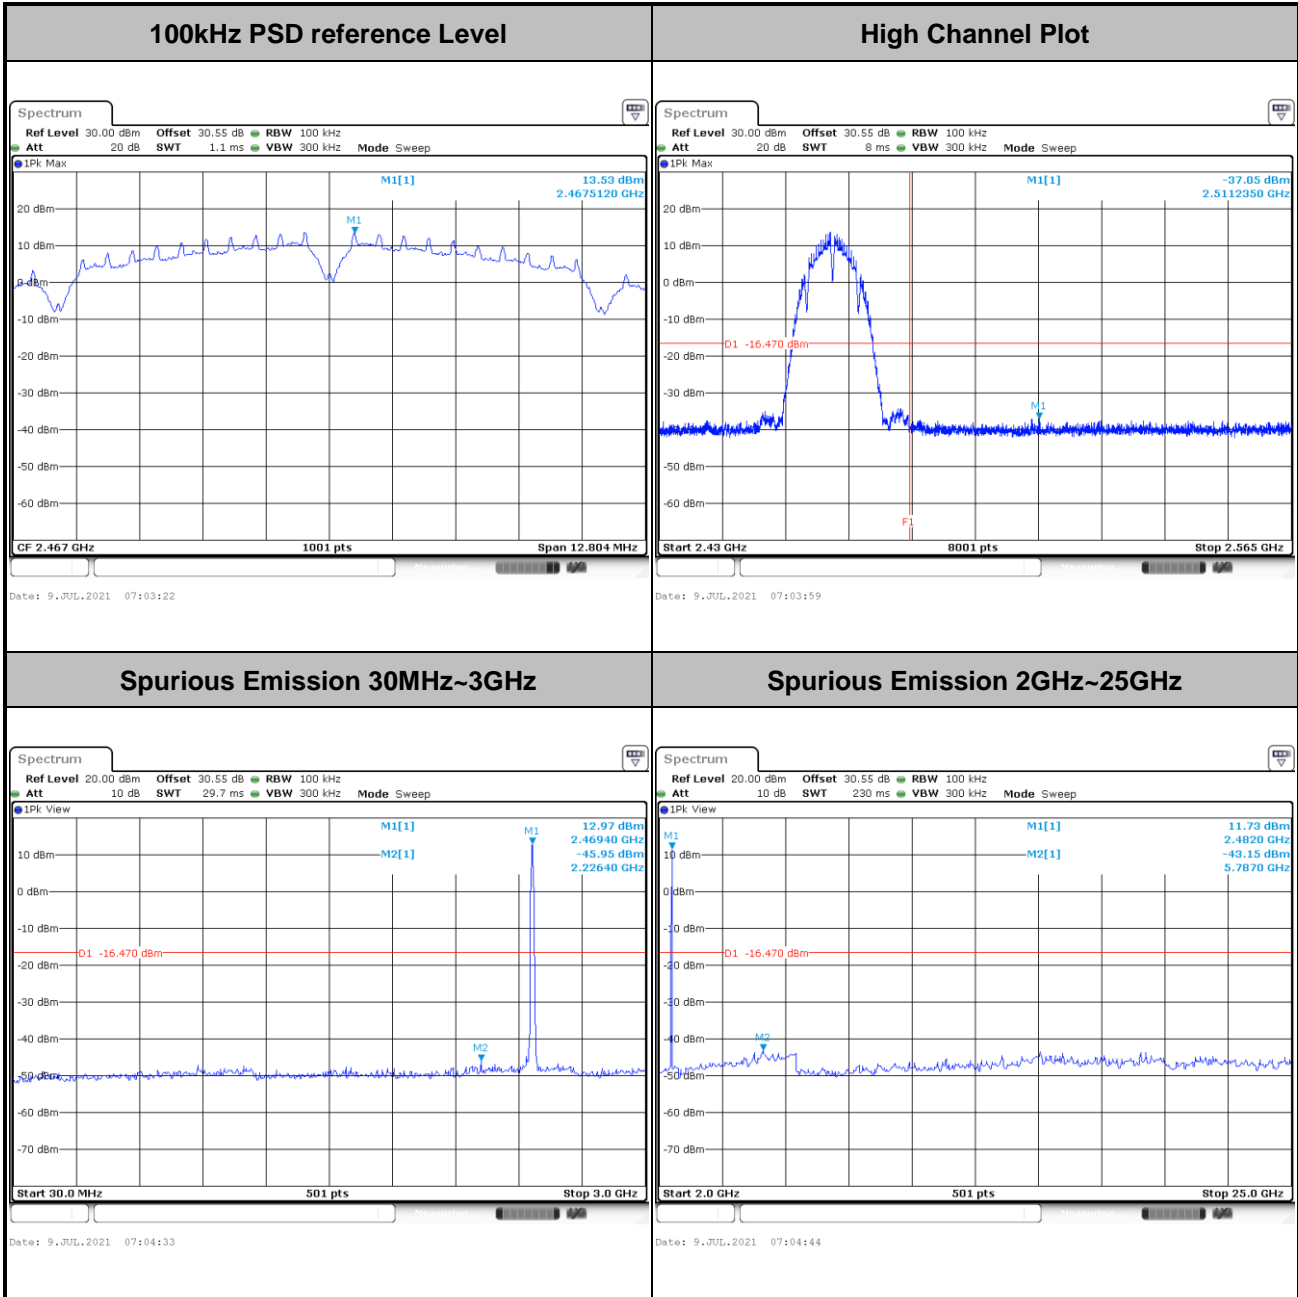 100kHz PSD reference Level
Spectrum
Ref Level 30.00 dBm Offset 30.55 dB RBW 100 kHz
Att 20 dB SWT 1.1 ms VBW 300 kHz Mode Sweep
1Pk Max
M1[1] 13.53 dBm
2.4675120 GHz
M1
20 dBm
10 dBm
0 dBm
-10 dBm
-20 dBm
-30 dBm
-40 dBm
-50 dBm
-60 dBm
CF 2.467 GHz 1001 pts Span 12.804 MHz
Measuring...
Date: 9.JUL.2021 07:03:22
High Channel Plot
Spectrum
Ref Level 30.00 dBm Offset 30.55 dB RBW 100 kHz
Att 20 dB SWT 8 ms VBW 300 kHz Mode Sweep
1Pk Max
M1[1] -37.05 dBm
2.5112350 GHz
20 dBm
10 dBm
0 dBm
-10 dBm
D1 -16.470 dBm
-20 dBm
-30 dBm
M1
-40 dBm
-50 dBm
-60 dBm
F1
Start 2.43 GHz 8001 pts Stop 2.565 GHz
Measuring...
Date: 9.JUL.2021 07:03:59
Spurious Emission 30MHz~3GHz
Spectrum
Ref Level 20.00 dBm Offset 30.55 dB RBW 100 kHz
Att 10 dB SWT 29.7 ms VBW 300 kHz Mode Sweep
1Pk View
M1[1] 12.97 dBm
2.46940 GHz
M2[1] -45.95 dBm
2.22640 GHz
M1
10 dBm
0 dBm
-10 dBm
D1 -16.470 dBm
-20 dBm
-30 dBm
-40 dBm
M2
-50 dBm
-60 dBm
-70 dBm
Start 30.0 MHz 501 pts Stop 3.0 GHz
Measuring...
Date: 9.JUL.2021 07:04:33
Spurious Emission 2GHz~25GHz
Spectrum
Ref Level 20.00 dBm Offset 30.55 dB RBW 100 kHz
Att 10 dB SWT 230 ms VBW 300 kHz Mode Sweep
1Pk View
M1[1] 11.73 dBm
2.4820 GHz
M2[1] -43.15 dBm
5.7870 GHz
M1
10 dBm
0 dBm
-10 dBm
D1 -16.470 dBm
-20 dBm
-30 dBm
-40 dBm
M2
-50 dBm
-60 dBm
-70 dBm
Start 2.0 GHz 501 pts Stop 25.0 GHz
Measuring...
Date: 9.JUL.2021 07:04:44